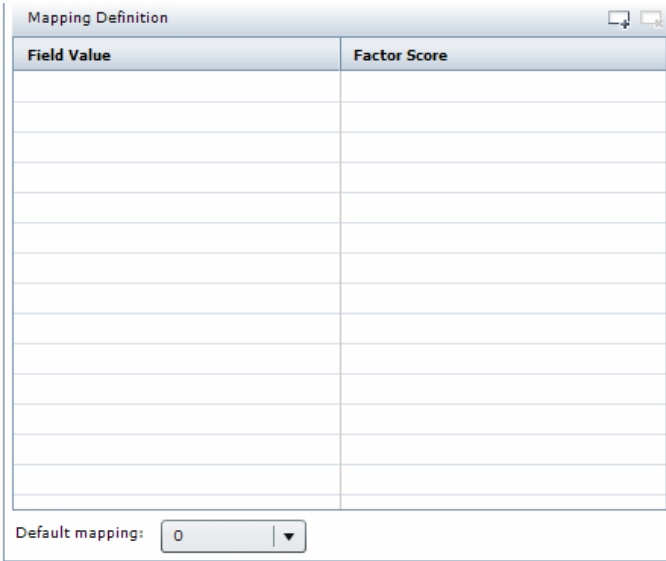 Mapping Definition
Field Value Factor Score
Default mapping: 0